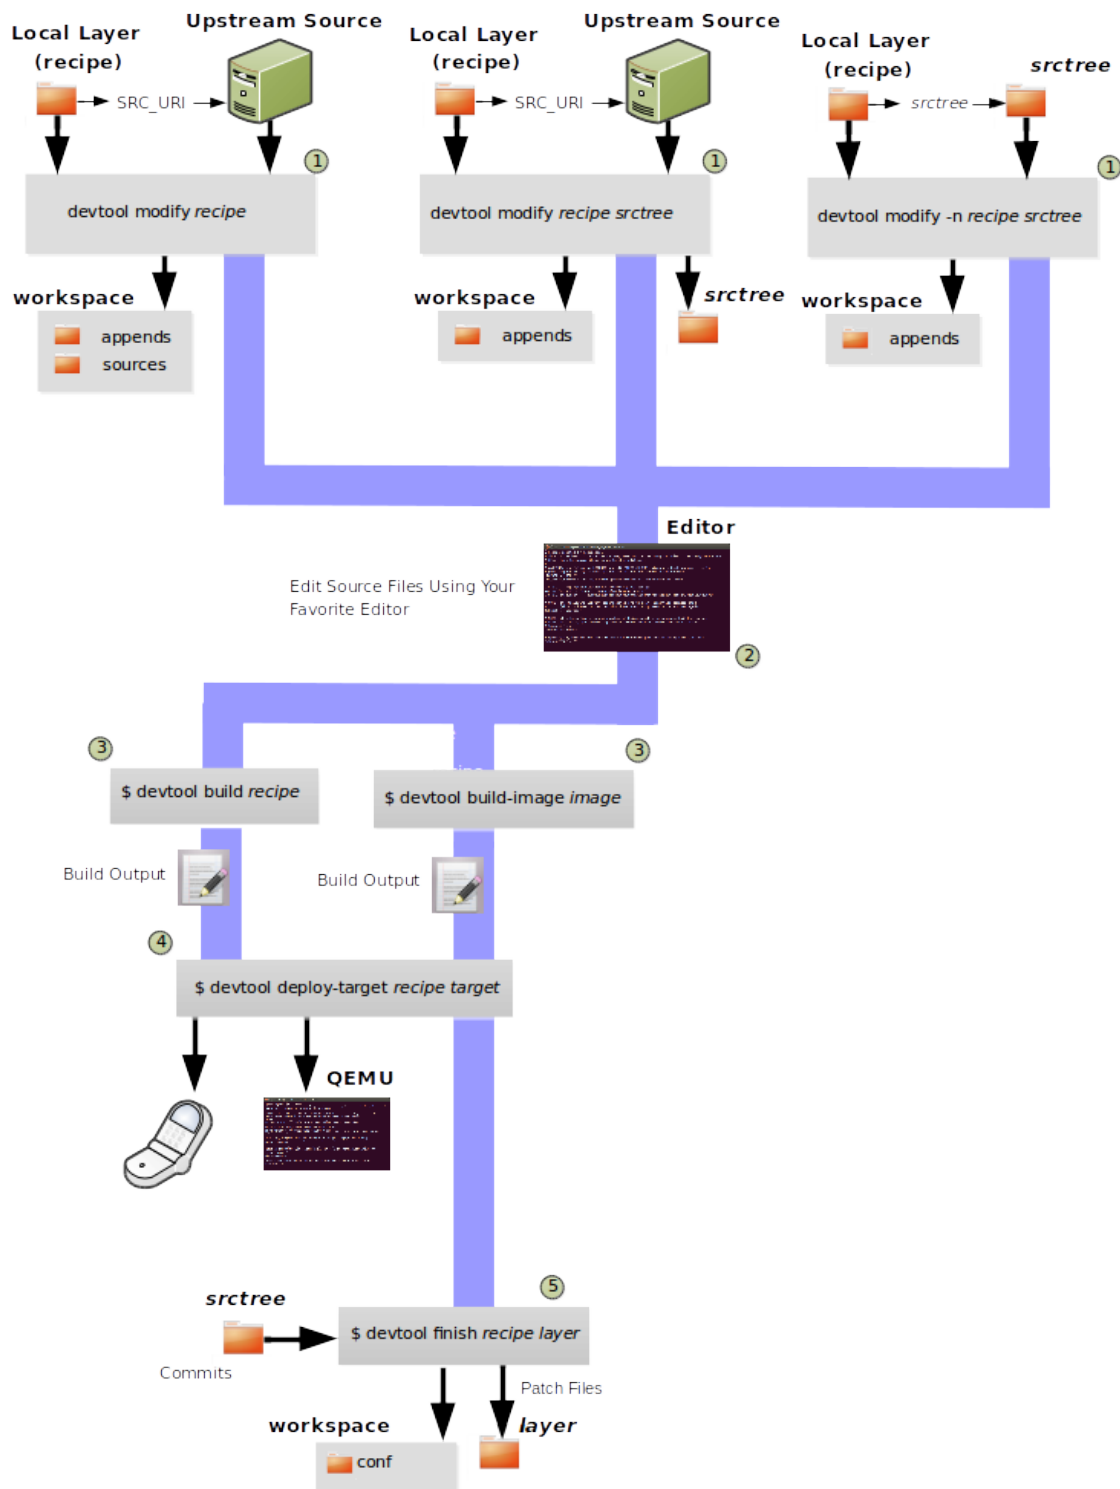 Local Layer
(recipe)
Upstream Source
SRC_URI
1
devtool modify recipe
workspace
appends
sources
Local Layer
(recipe)
Upstream Source
SRC_URI
1
devtool modify recipe srctree
workspace
appends
srctree
Local Layer
(recipe)
srctree
srctree
1
devtool modify -n recipe srctree
workspace
appends
Editor
Edit Source Files Using Your
Favorite Editor
2
3
$ devtool build recipe
Build Output
3
$ devtool build-image image
Build Output
4
$ devtool deploy-target recipe target
QEMU
5
srctree
$ devtool finish recipe layer
Commits
Patch Files
workspace
layer
conf